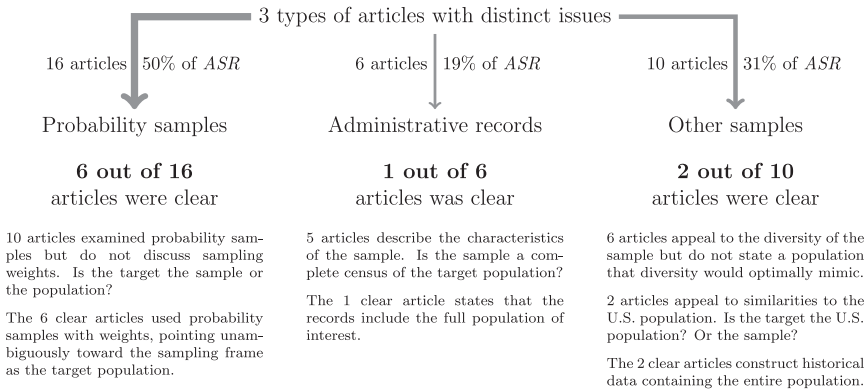 3 types of articles with distinct issues
16 articles 50% of ASR
6 articles 19% of ASR
10 articles 31% of ASR
Probability samples
Administrative records
Other samples
6 out of 16
articles were clear
1 out of 6
articles was clear
2 out of 10
articles were clear
10 articles examined probability sam-
ples but do not discuss sampling
weights. Is the target the sample or
the population?
The 6 clear articles used probability
samples with weights, pointing unam-
biguously toward the sampling frame
as the target population.
5 articles describe the characteristics
of the sample. Is the sample a com-
plete census of the target population?
The 1 clear article states that the
records include the full population of
interest.
6 articles appeal to the diversity of the
sample but do not state a population
that diversity would optimally mimic.
2 articles appeal to similarities to the
U.S. population. Is the target the U.S.
population? Or the sample?
The 2 clear articles construct historical
data containing the entire population.